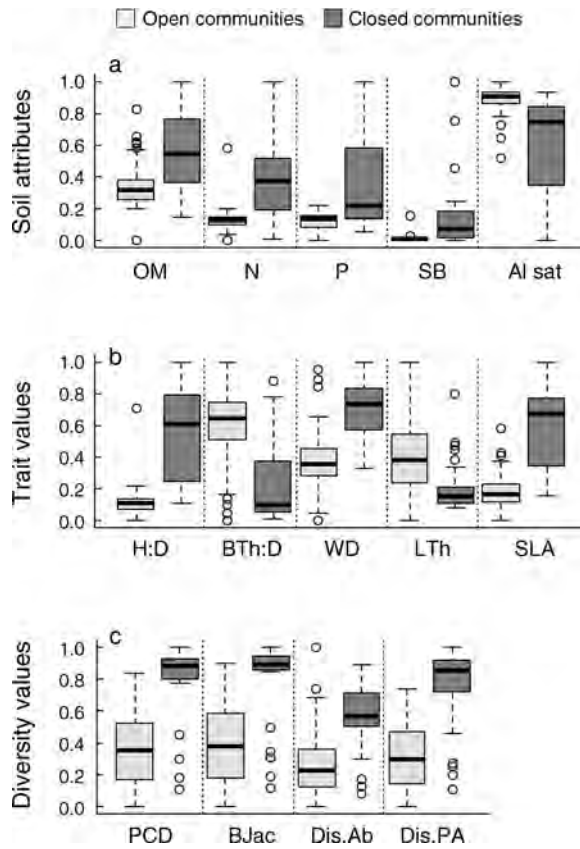 Open communities Closed communities
a
Soil attributes
1.0
0.8
0.6
0.4
0.2
0.0
OM N P SB Al sat
b
Trait values
1.0
0.8
0.6
0.4
0.2
0.0
H:D BTh:D WD LTh SLA
c
Diversity values
1.0
0.8
0.6
0.4
0.2
0.0
PCD BJac Dis.Ab Dis.PA